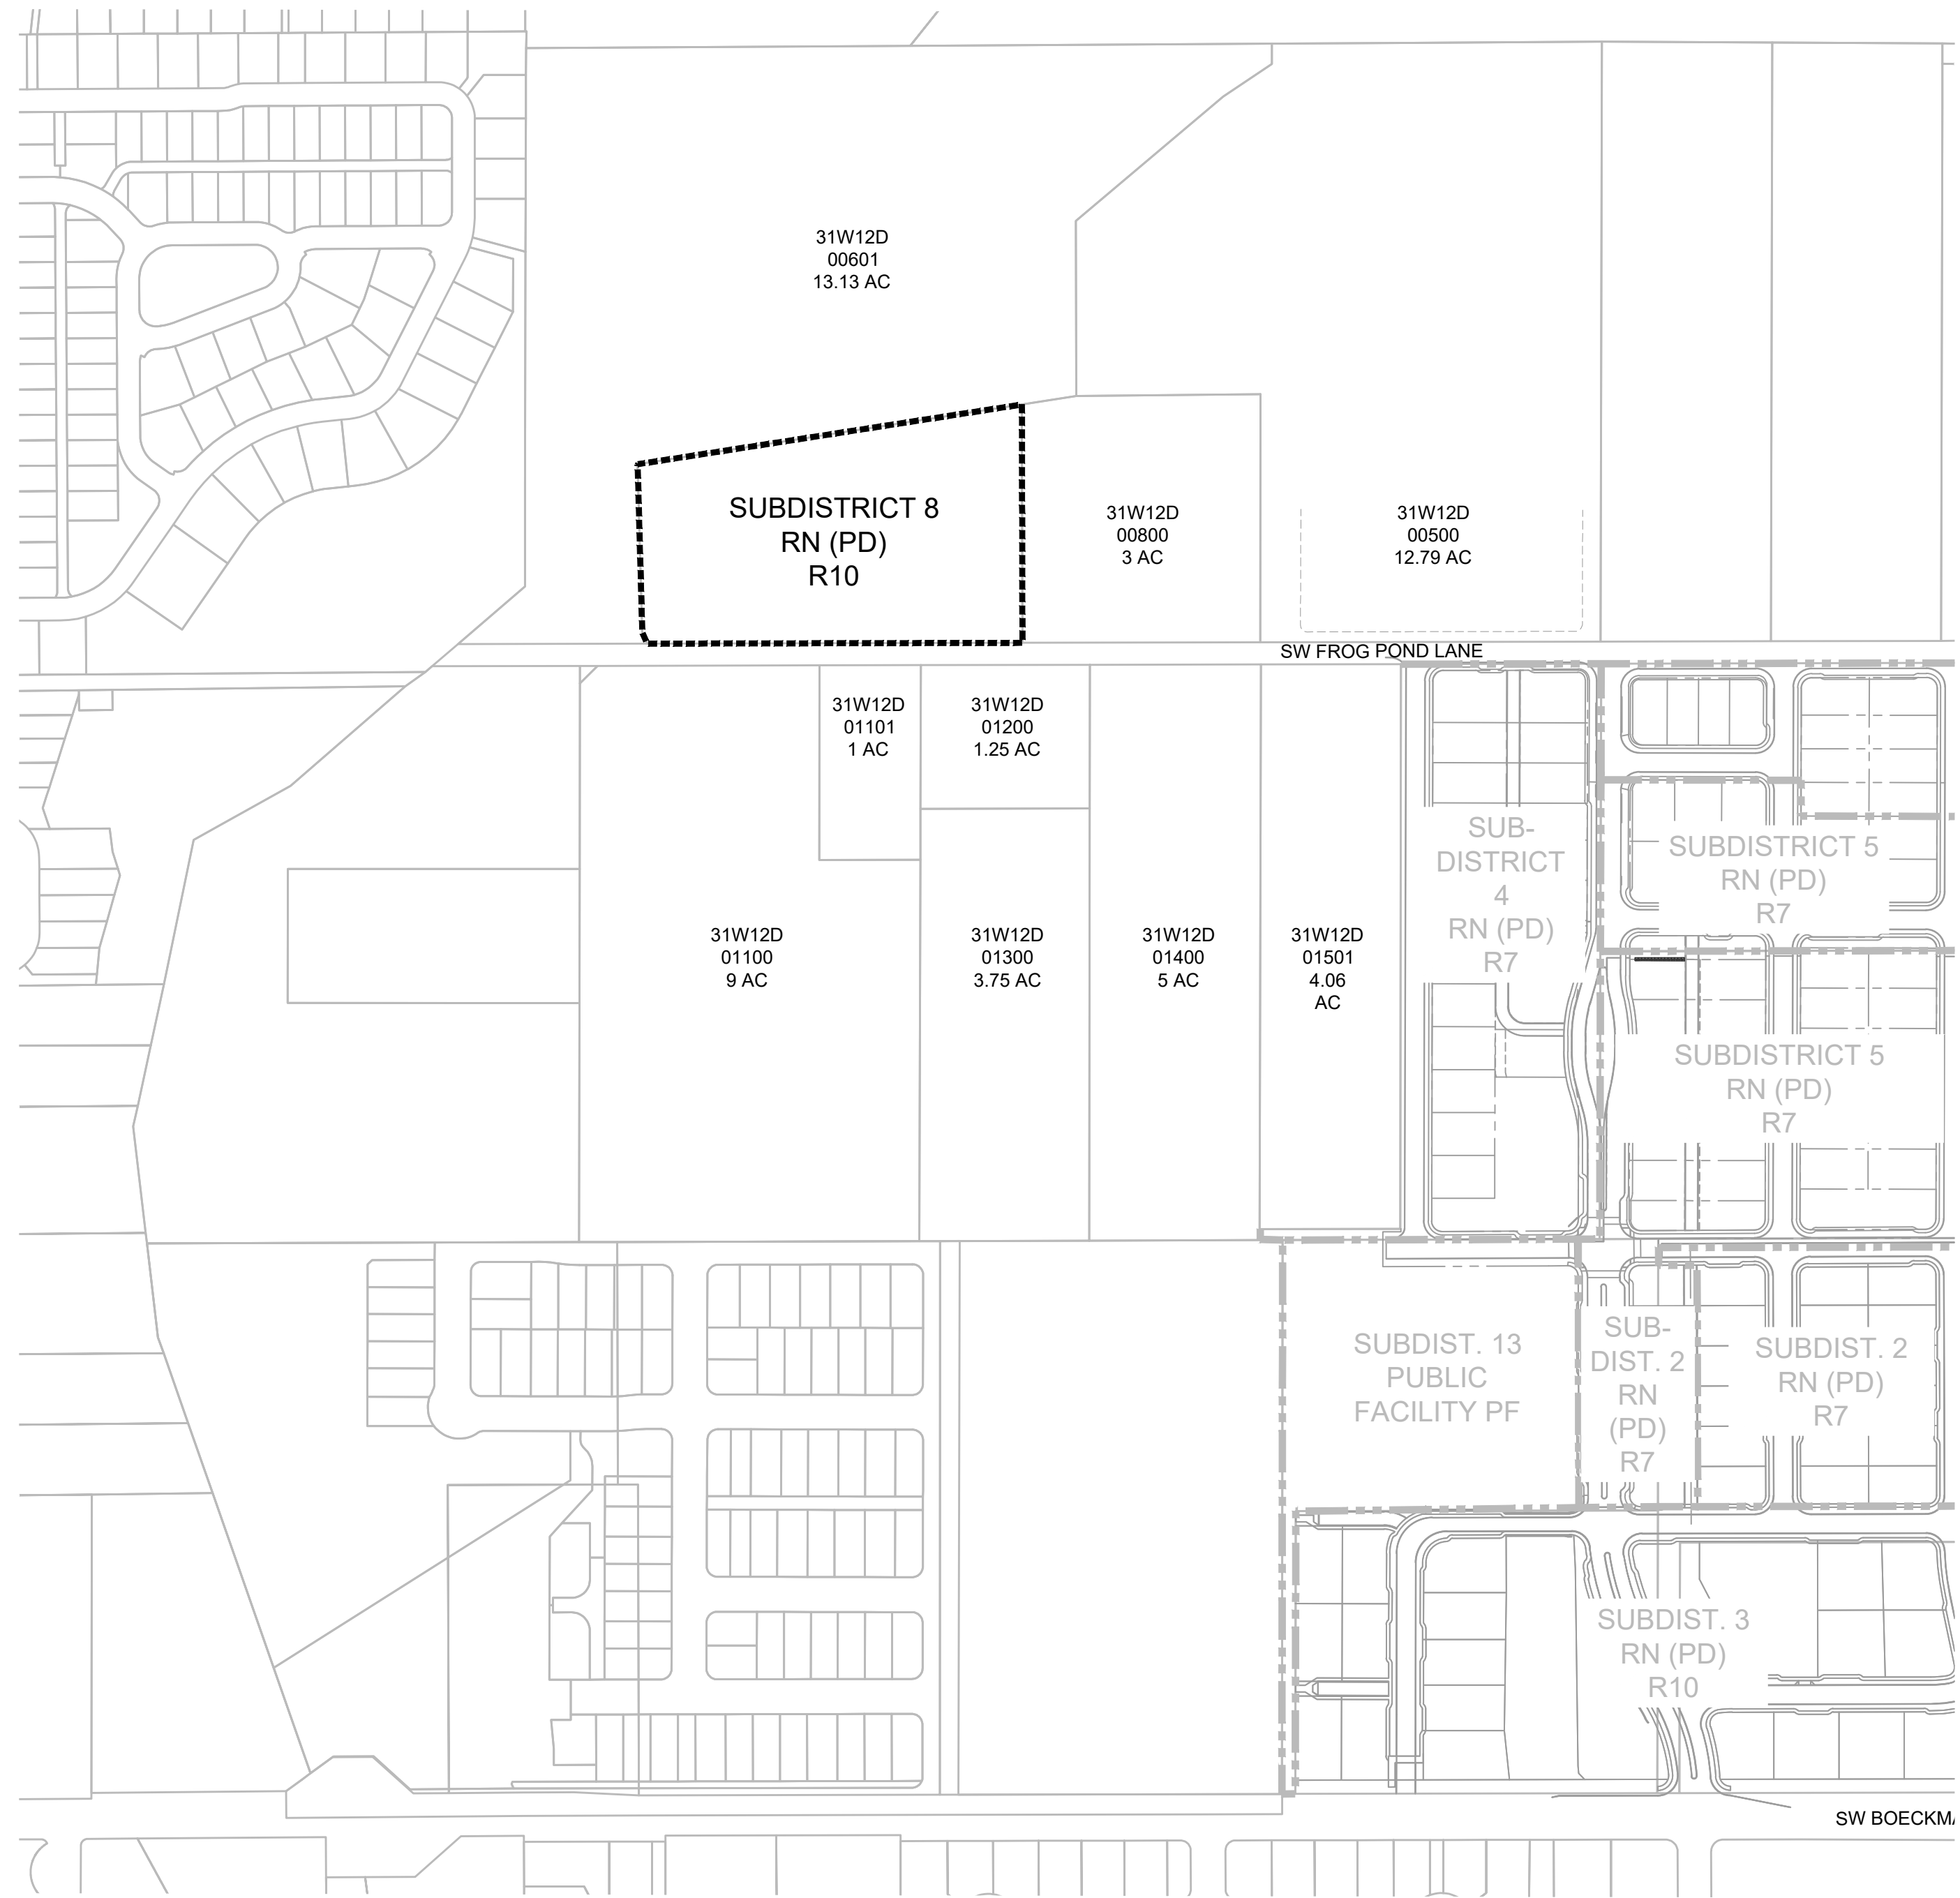 31W12D
00601
13.13 AC
SUBDISTRICT 8
RN (PD)
R10
31W12D
00800
3 AC
31W12D
00500
12.79 AC
SW FROG POND LANE
31W12D
01101
1 AC
31W12D
01200
1.25 AC
SUB-
DISTRICT
4
RN (PD)
R7
SUBDISTRICT 5
RN (PD)
R7
31W12D
01100
9 AC
31W12D
01300
3.75 AC
31W12D
01400
5 AC
31W12D
01501
4.06
AC
SUBDISTRICT 5
RN (PD)
R7
SUBDIST. 13
PUBLIC
FACILITY PF
SUB-
DIST. 2
RN
(PD)
R7
SUBDIST. 2
RN (PD)
R7
SUBDIST. 3
RN (PD)
R10
SW BOECKM